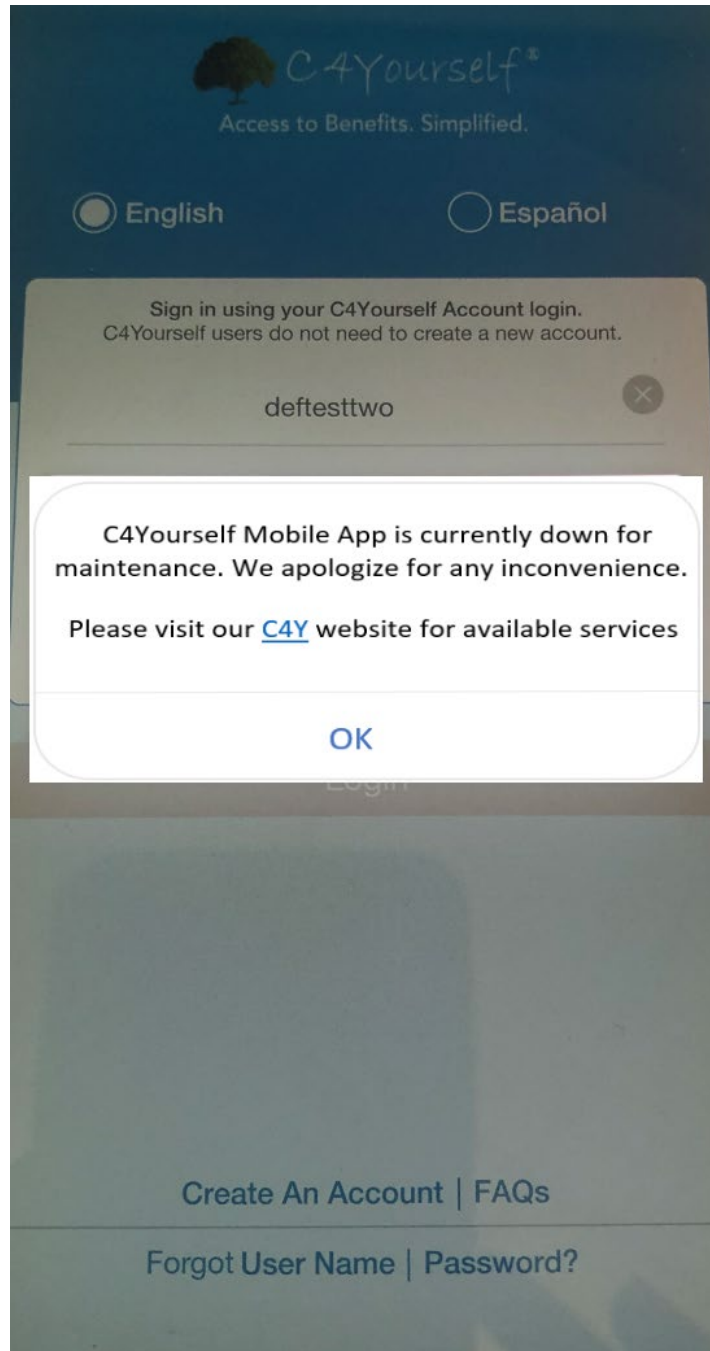 C4Yourself®
Access to Benefits. Simplified.
English
Español
Sign in using your C4Yourself Account login.
C4Yourself users do not need to create a new account.
deftesttwo
C4Yourself Mobile App is currently down for
maintenance. We apologize for any inconvenience.
Please visit our C4Y website for available services
OK
Login
Create An Account | FAQs
Forgot User Name | Password?